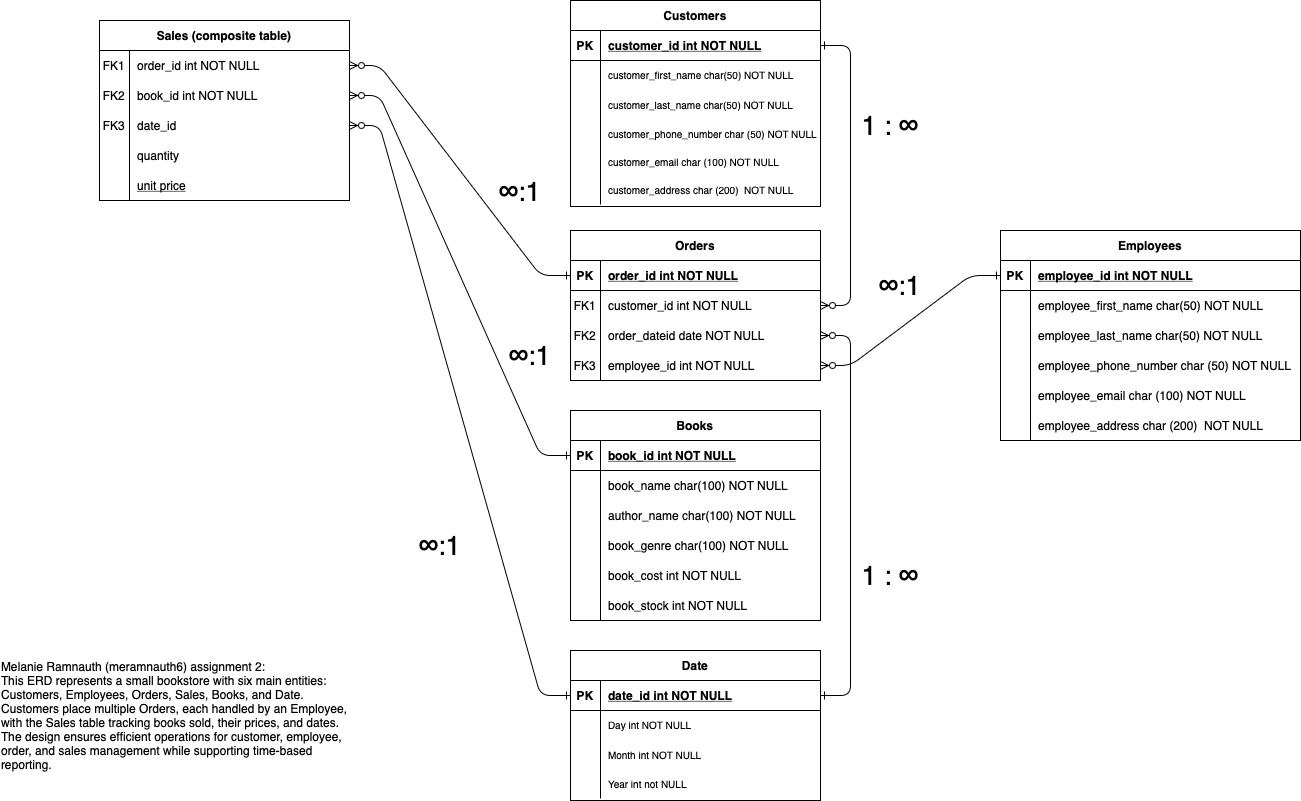 Sales (composite table)
FK1 order_id int NOT NULL
FK2 book_id int NOT NULL
FK3 date_id
quantity
unit price
Customers
PK customer_id int NOT NULL
customer_first_name char(50) NOT NULL
customer_last_name char(50) NOT NULL
customer_phone_number char (50) NOT NULL
customer_email char (100) NOT NULL
customer_address char (200)  NOT NULL
1 : ∞
∞:1
Orders
PK order_id int NOT NULL
FK1 customer_id int NOT NULL
FK2 order_dateid date NOT NULL
FK3 employee_id int NOT NULL
∞:1
Employees
PK employee_id int NOT NULL
employee_first_name char(50) NOT NULL
employee_last_name char(50) NOT NULL
employee_phone_number char (50) NOT NULL
employee_email char (100) NOT NULL
employee_address char (200)  NOT NULL
∞:1
Books
PK book_id int NOT NULL
book_name char(100) NOT NULL
author_name char(100) NOT NULL
book_genre char(100) NOT NULL
book_cost int NOT NULL
book_stock int NOT NULL
∞:1
1 : ∞
Date
PK date_id int NOT NULL
Day int NOT NULL
Month int NOT NULL
Year int not NULL
Melanie Ramnauth (meramnauth6) assignment 2:
This ERD represents a small bookstore with six main entities:
Customers, Employees, Orders, Sales, Books, and Date.
Customers place multiple Orders, each handled by an Employee,
with the Sales table tracking books sold, their prices, and dates.
The design ensures efficient operations for customer, employee,
order, and sales management while supporting time-based
reporting.